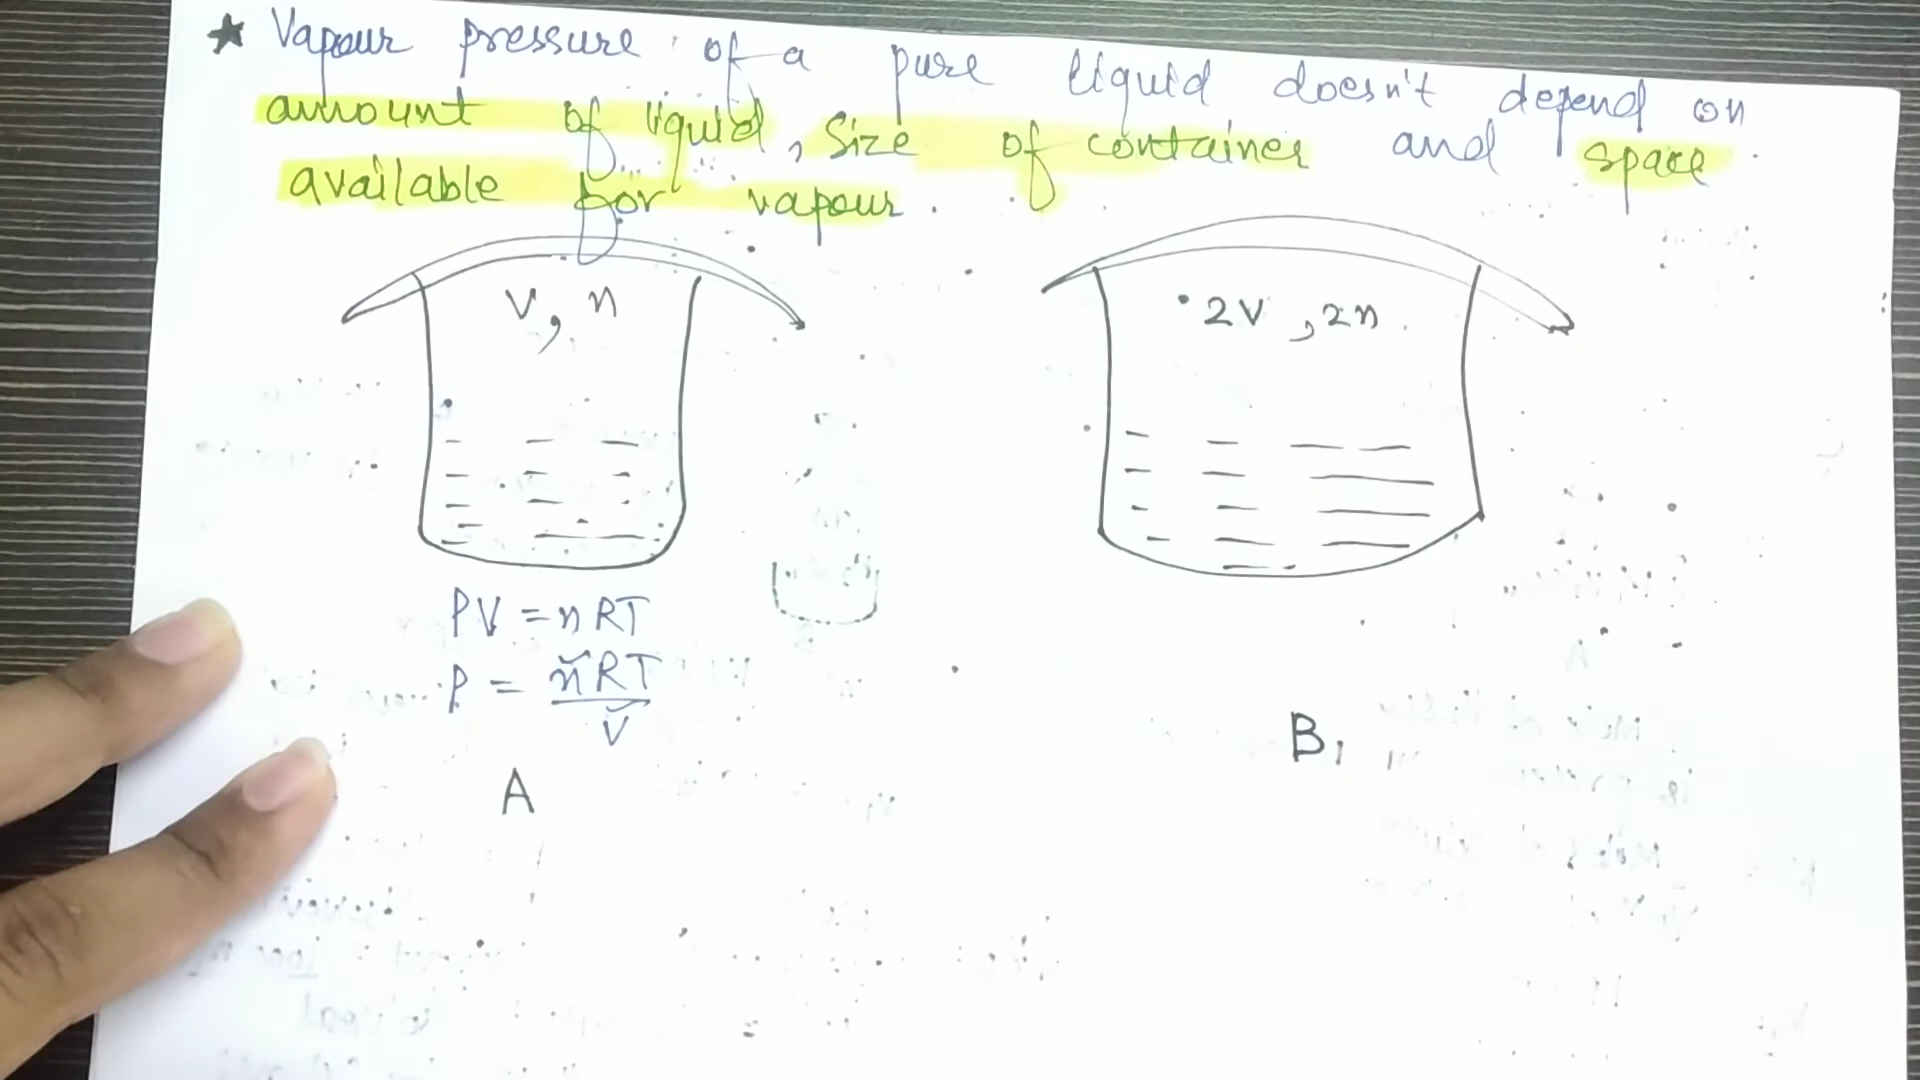 ★ Vapour pressure of a pure liquid doesn't depend on
amount of liquid, Size of container and space
available for vapour.
V, n
2V, 2n
PV = nRT
P = nRT
V
A
B,